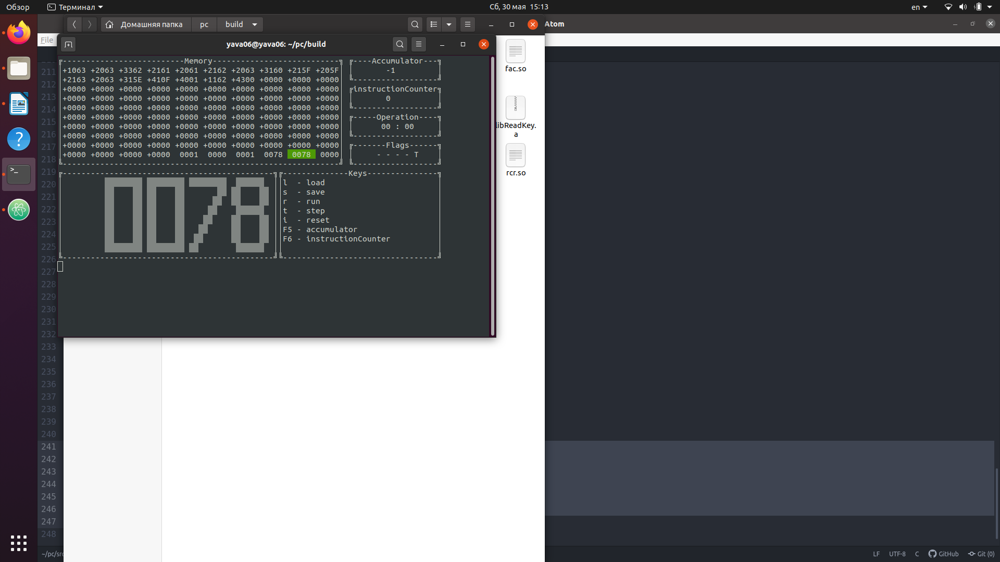 Обзор
Терминал
Сб, 30 мая 15:13
en
Домашняя папка
pc
build
Atom
File
yava06@yava06: ~/pc/build
fac.so
libReadKey.
a
rcr.so
Memory
+1063 +2063 +3362 +2161 +2061 +2162 +2063 +3160 +215F +205F
+2163 +2063 +315E +410F +4001 +1162 +4300 +0000 +0000 +0000
+0000 +0000 +0000 +0000 +0000 +0000 +0000 +0000 +0000 +0000
+0000 +0000 +0000 +0000 +0000 +0000 +0000 +0000 +0000 +0000
+0000 +0000 +0000 +0000 +0000 +0000 +0000 +0000 +0000 +0000
+0000 +0000 +0000 +0000 +0000 +0000 +0000 +0000 +0000 +0000
+0000 +0000 +0000 +0000 +0000 +0000 +0000 +0000 +0000 +0000
+0000 +0000 +0000 +0000 +0000 +0000 +0000 +0000 +0000 +0000
+0000 +0000 +0000 +0000 +0000 +0000 +0000 +0000 +0000 +0000
+0000 +0000 +0000 +0000 0001 0000 0001 0078 0078 0000
Accumulator
-1
instructionCounter
0
Operation
00 : 00
Flags
- - - - T
0078
Keys
l - load
s - save
r - run
t - step
i - reset
F5 - accumulator
F6 - instructionCounter
211
212
213
214
215
216
217
218
219
220
221
222
223
224
225
226
227
228
229
230
231
232
233
234
235
236
237
238
239
240
241
242
243
244
245
246
247
248
~/pc/src
LF
UTF-8
C
GitHub
Git (0)